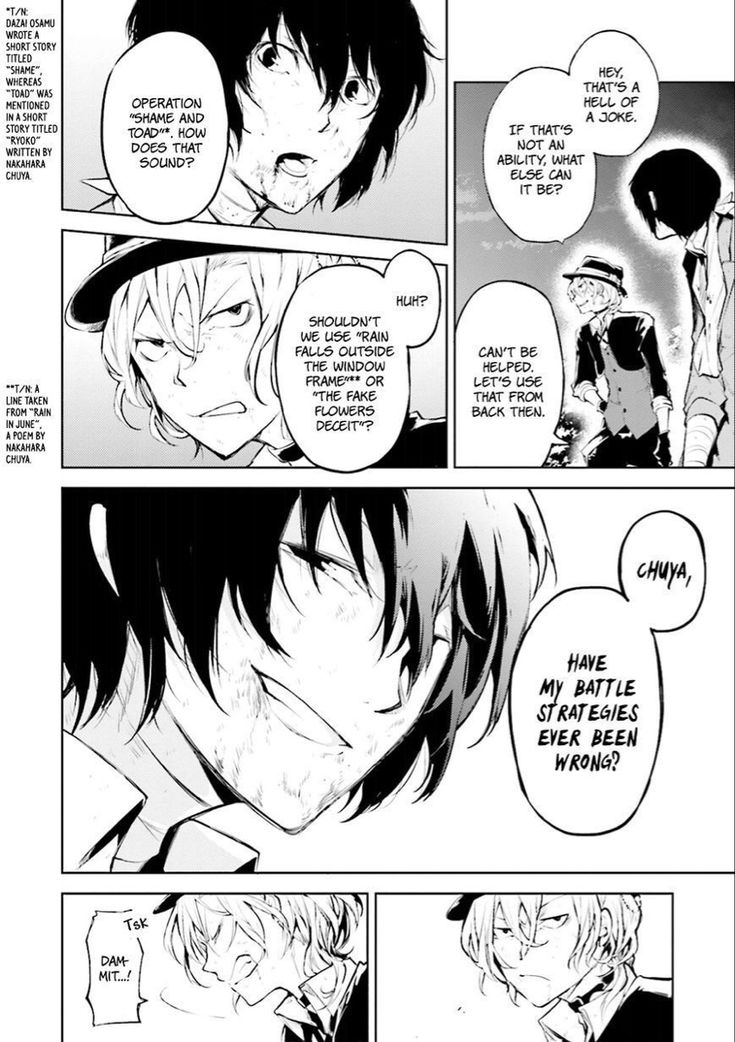 HEY,
THAT'S A
HELL OF
A JOKE.
IF THAT'S
NOT AN
ABILITY, WHAT
ELSE CAN
IT BE?
CAN'T BE
HELPED.
LET'S USE
THAT FROM
BACK THEN.
OPERATION
"SHAME AND
TOAD"*. HOW
DOES THAT
SOUND?
*T/N:
DAZAI OSAMU
WROTE A
SHORT STORY
TITLED
"SHAME",
WHEREAS
"TOAD" WAS
MENTIONED
IN A SHORT
STORY TITLED
"RYOKO"
WRITTEN BY
NAKAHARA
CHUYA.
HUH?
SHOULDN'T
WE USE "RAIN
FALLS OUTSIDE
THE WINDOW
FRAME"** OR
"THE FAKE
FLOWERS
DECEIT"?
**T/N: A
LINE TAKEN
FROM "RAIN
IN JUNE",
A POEM BY
NAKAHARA
CHUYA.
CHUYA,
HAVE
MY BATTLE
STRATEGIES
EVER BEEN
WRONG?
TSK
DAM-
MIT...!